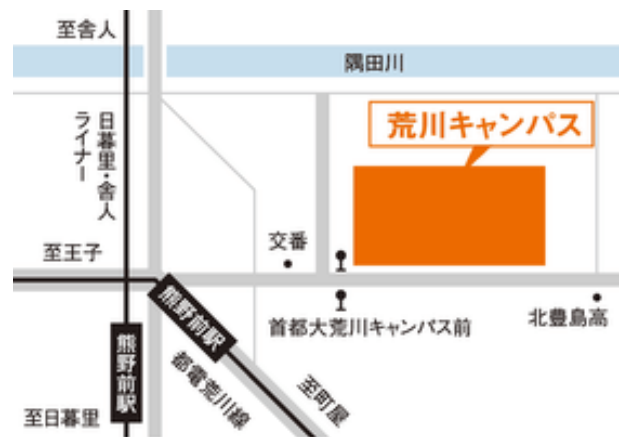 至舎人
隅田川
荒川キャンパス
日暮里・舎人
ライナー
交番
至王子
熊野前駅
首都大荒川キャンパス前
北豊島高
熊野前駅
都電荒川線
至町屋
至日暮里